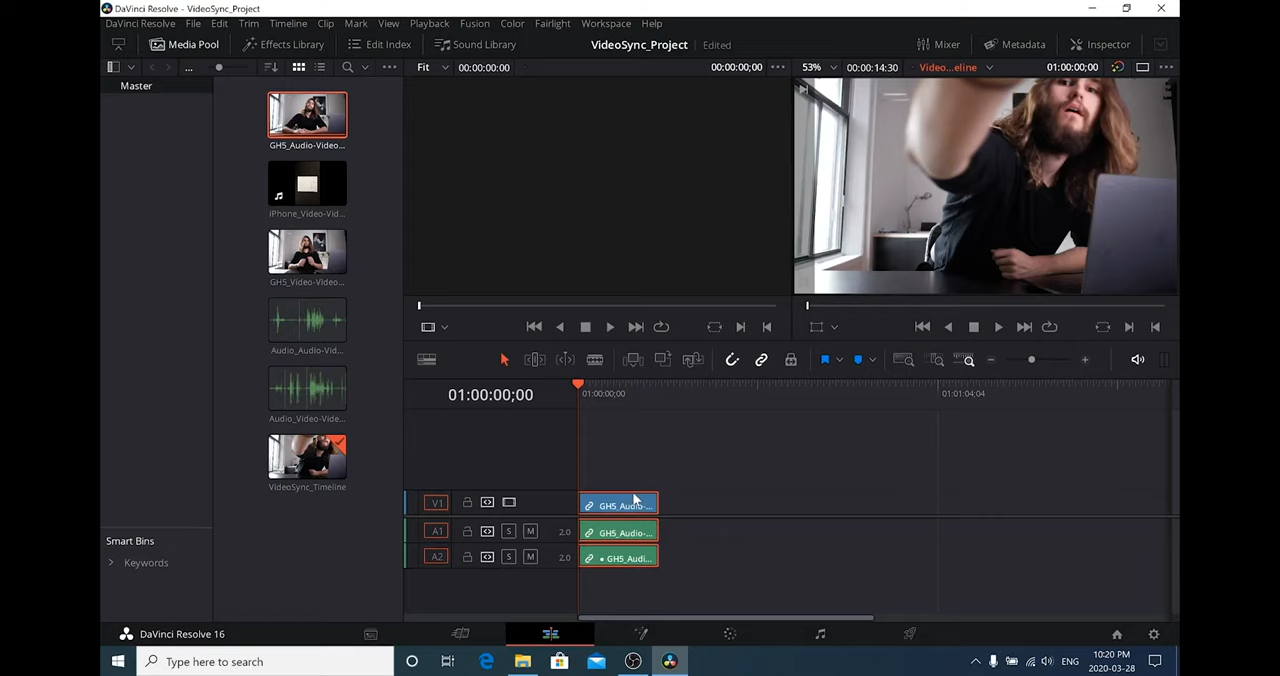 DaVinci Resolve - VideoSync_Project
DaVinci Resolve File Edit Trim Timeline Clip Mark View Playback Fusion Color Fairlight Workspace Help
Media Pool Effects Library Edit Index Sound Library VideoSync_Project Edited Mixer Metadata Inspector
... Fit 00:00:00:00 00:00:00;00 53% 00:00:14:30 Video...eline 01:00:00;00
Master
GH5_Audio-Video...
iPhone_Video-Vid...
GH5_Video-Video...
Audio_Audio-Vid...
Audio_Video-Vide...
VideoSync_Timeline
01:00:00;00 01:00:00;00 01:01:04;04
V1 GH5_Audio-...
A1 S M 2.0 GH5_Audio-...
A2 S M 2.0 • GH5_Audi...
Smart Bins
Keywords
DaVinci Resolve 16
Type here to search
ENG
10:20 PM
2020-03-28